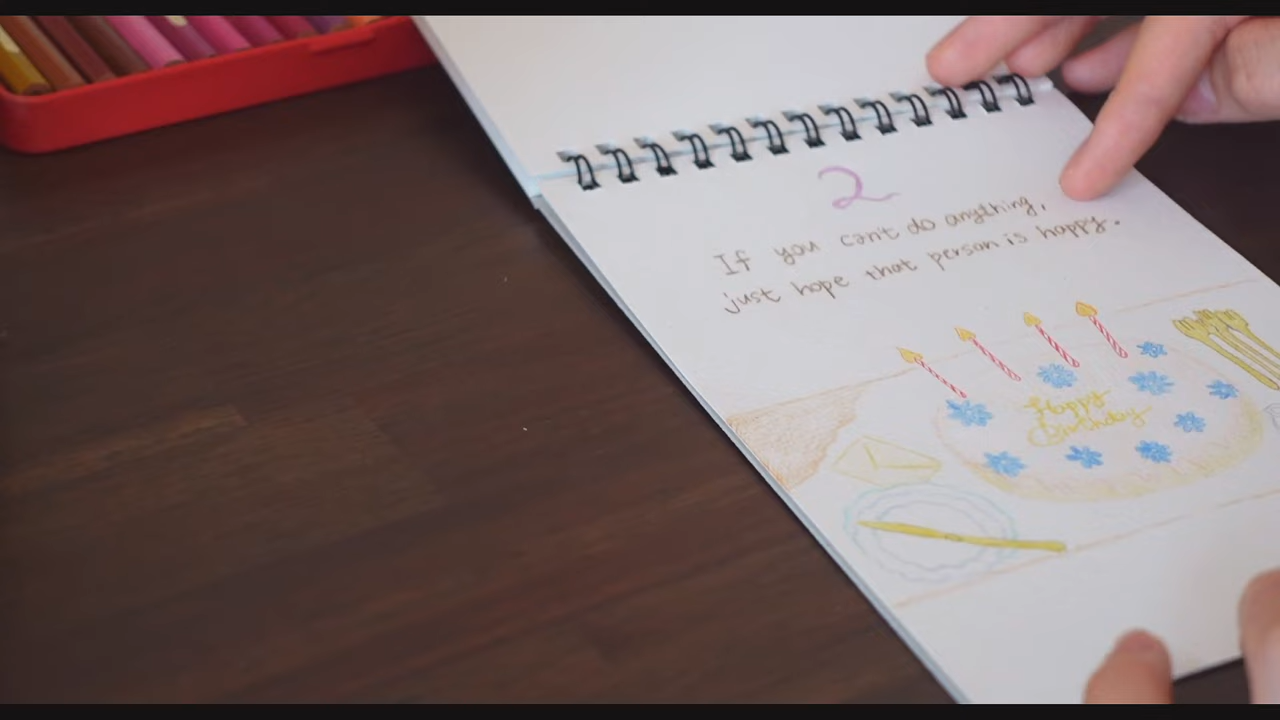 2
If you can't do anything,
just hope that person is happy.
Happy
Birthday